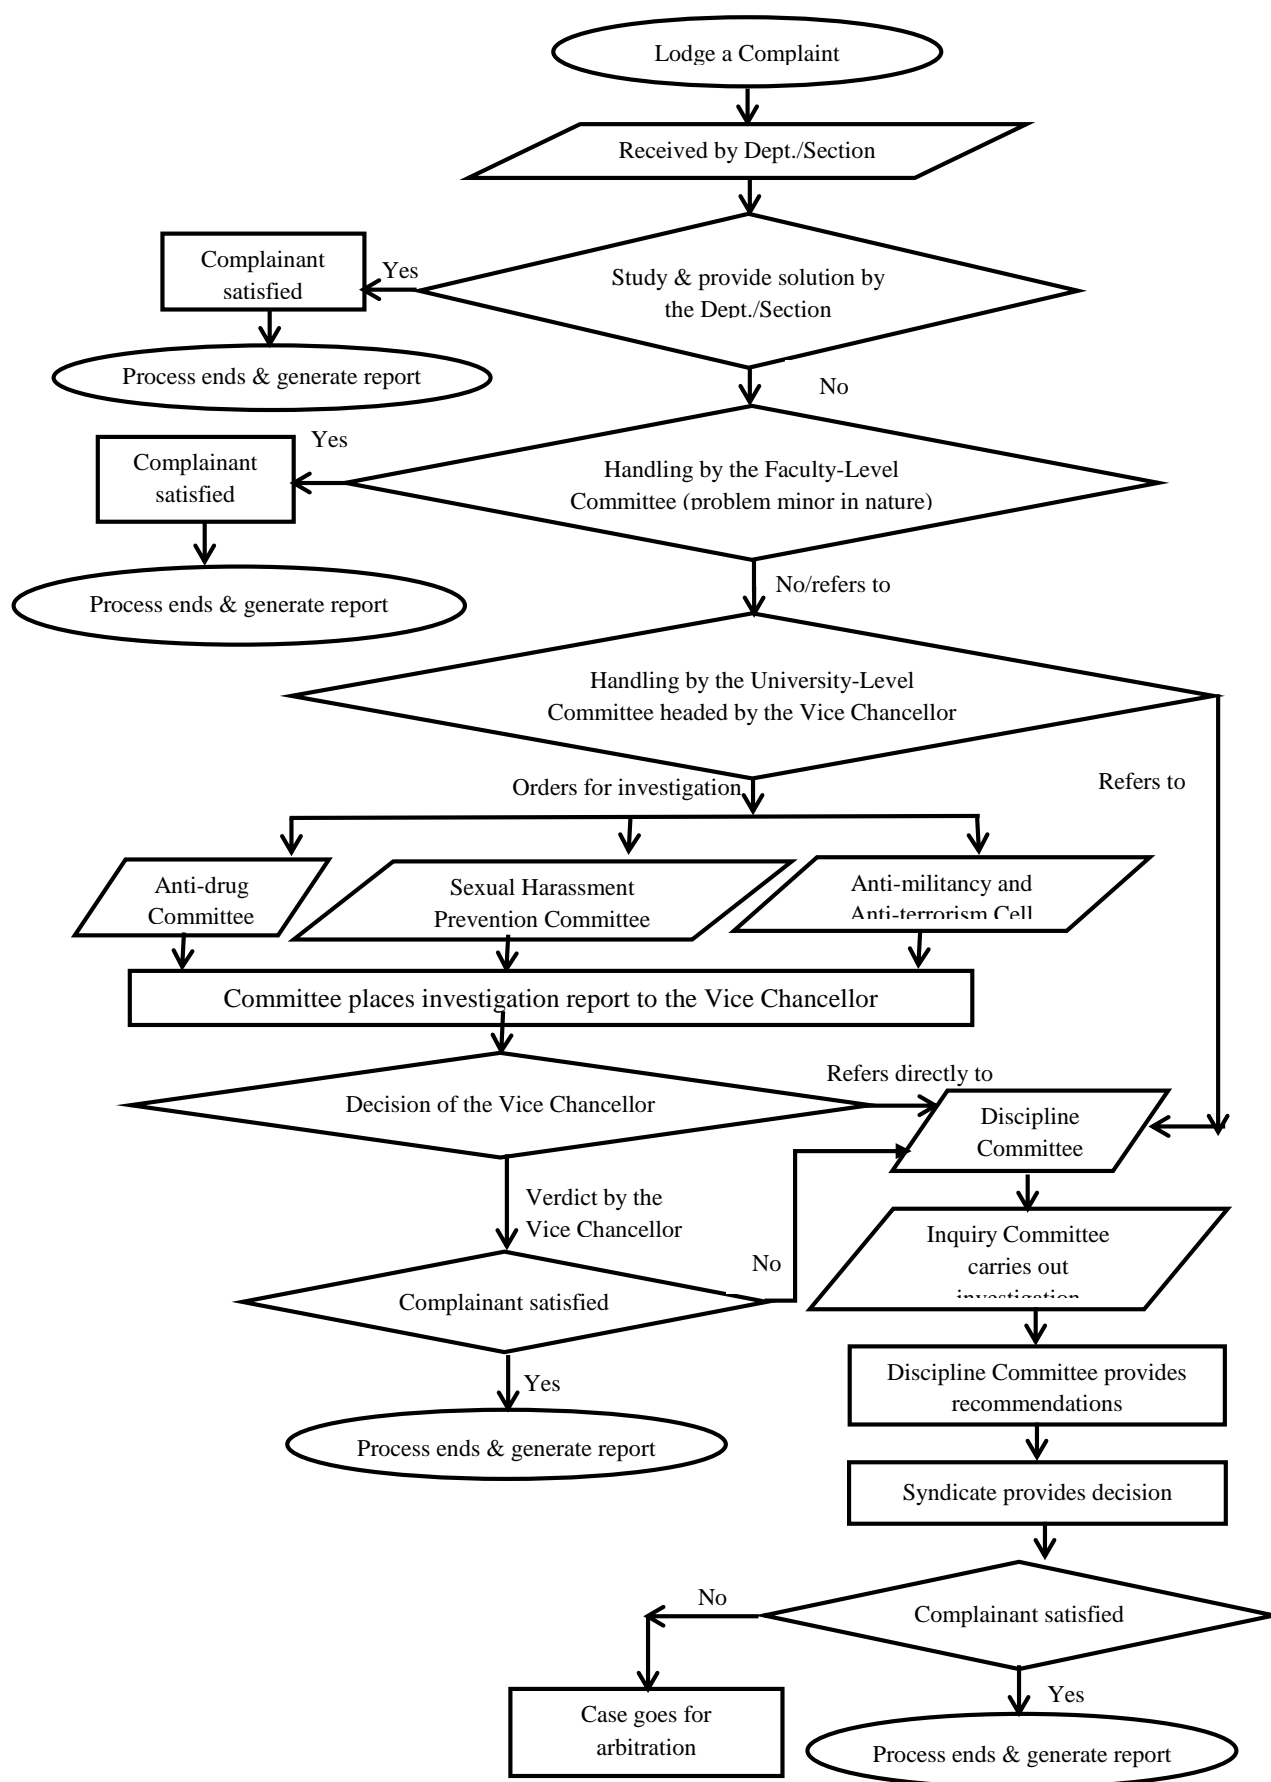 Lodge a Complaint
Received by Dept./Section
Study & provide solution by
the Dept./Section
Yes
Complainant
satisfied
Process ends & generate report
No
Handling by the Faculty-Level
Committee (problem minor in nature)
Yes
Complainant
satisfied
Process ends & generate report
No/refers to
Handling by the University-Level
Committee headed by the Vice Chancellor
Orders for investigation
Refers to
Anti-drug
Committee
Sexual Harassment
Prevention Committee
Anti-militancy and
Anti-terrorism Cell
Committee places investigation report to the Vice Chancellor
Decision of the Vice Chancellor
Refers directly to
Discipline
Committee
Verdict by the
Vice Chancellor
Inquiry Committee
carries out
investigation
Complainant satisfied
No
Yes
Process ends & generate report
Discipline Committee provides
recommendations
Syndicate provides decision
Complainant satisfied
No
Case goes for
arbitration
Yes
Process ends & generate report